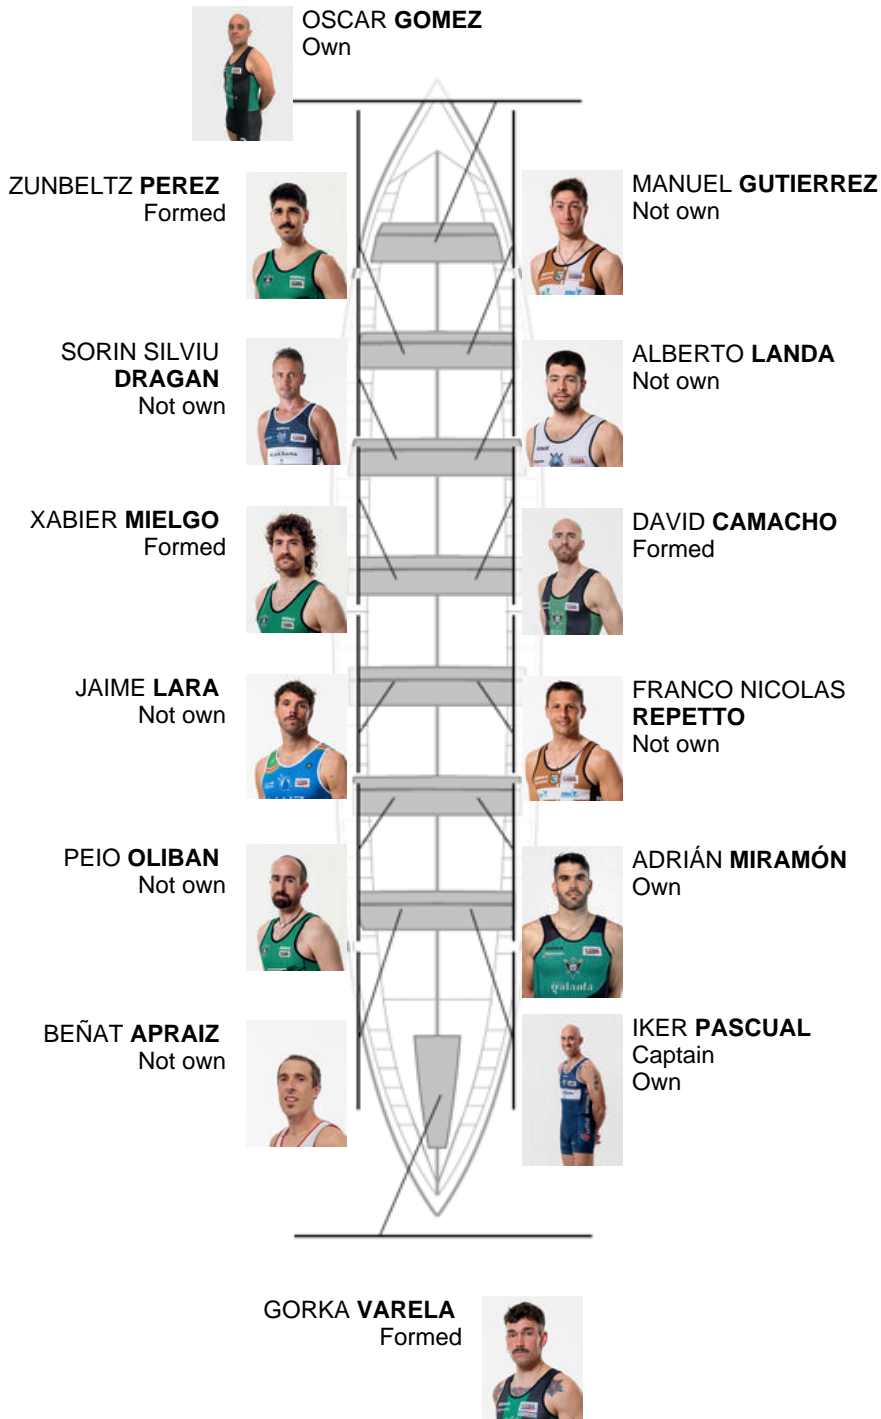 OSCAR GOMEZ
Own
ZUNBELTZ PEREZ
Formed
MANUEL GUTIERREZ
Not own
SORIN SILVIU
DRAGAN
Not own
ALBERTO LANDA
Not own
XABIER MIELGO
Formed
DAVID CAMACHO
Formed
JAIME LARA
Not own
FRANCO NICOLAS
REPETTO
Not own
PEIO OLIBAN
Not own
ADRIÁN MIRAMÓN
Own
BEÑAT APRAIZ
Not own
IKER PASCUAL
Captain
Own
GORKA VARELA
Formed